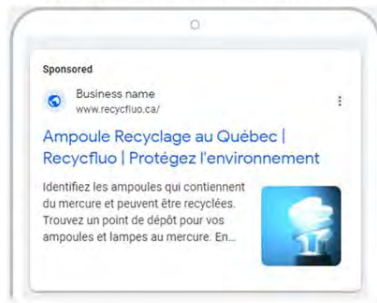 Sponsored
Business name
www.recycfluo.ca/
Ampoule Recyclage au Québec |
Recycfluo | Protégez l'environnement
Identifiez les ampoules qui contiennent
du mercure et peuvent être recyclées.
Trouvez un point de dépôt pour vos
ampoules et lampes au mercure. En...